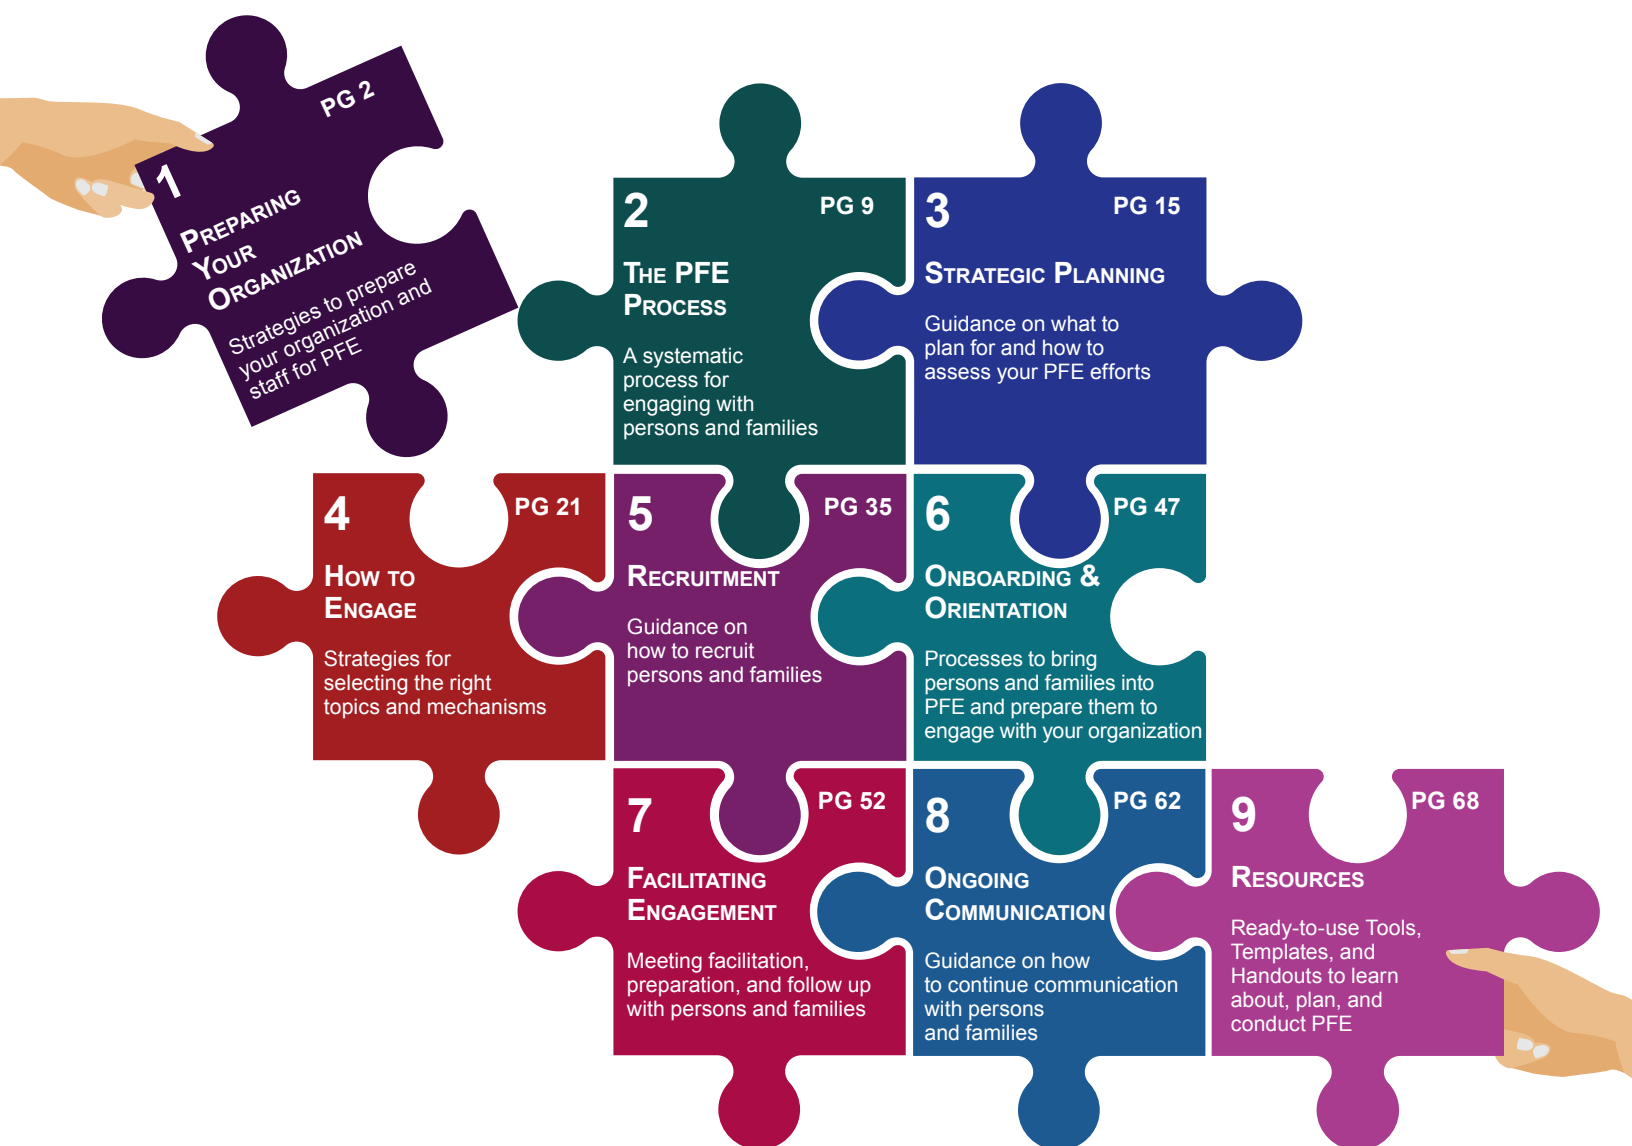 PG 2
1
Preparing
Your
Organization
Strategies to prepare
your organization and
staff for PFE
2
PG 9
The PFE
Process
A systematic
process for
engaging with
persons and families
3
PG 15
Strategic Planning
Guidance on what to
plan for and how to
assess your PFE efforts
4
PG 21
How to
Engage
Strategies for
selecting the right
topics and mechanisms
5
PG 35
Recruitment
Guidance on
how to recruit
persons and families
6
PG 47
Onboarding &
Orientation
Processes to bring
persons and families into
PFE and prepare them to
engage with your organization
7
PG 52
Facilitating
Engagement
Meeting facilitation,
preparation, and follow up
with persons and families
8
PG 62
Ongoing
Communication
Guidance on how
to continue communication
with persons
and families
9
PG 68
Resources
Ready-to-use Tools,
Templates, and
Handouts to learn
about, plan, and
conduct PFE